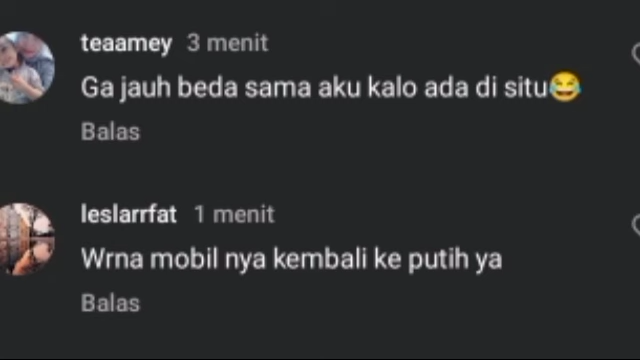 teaamey 3 menit
Ga jauh beda sama aku kalo ada di situ😂
Balas
leslarrfat 1 menit
Wrna mobil nya kembali ke putih ya
Balas